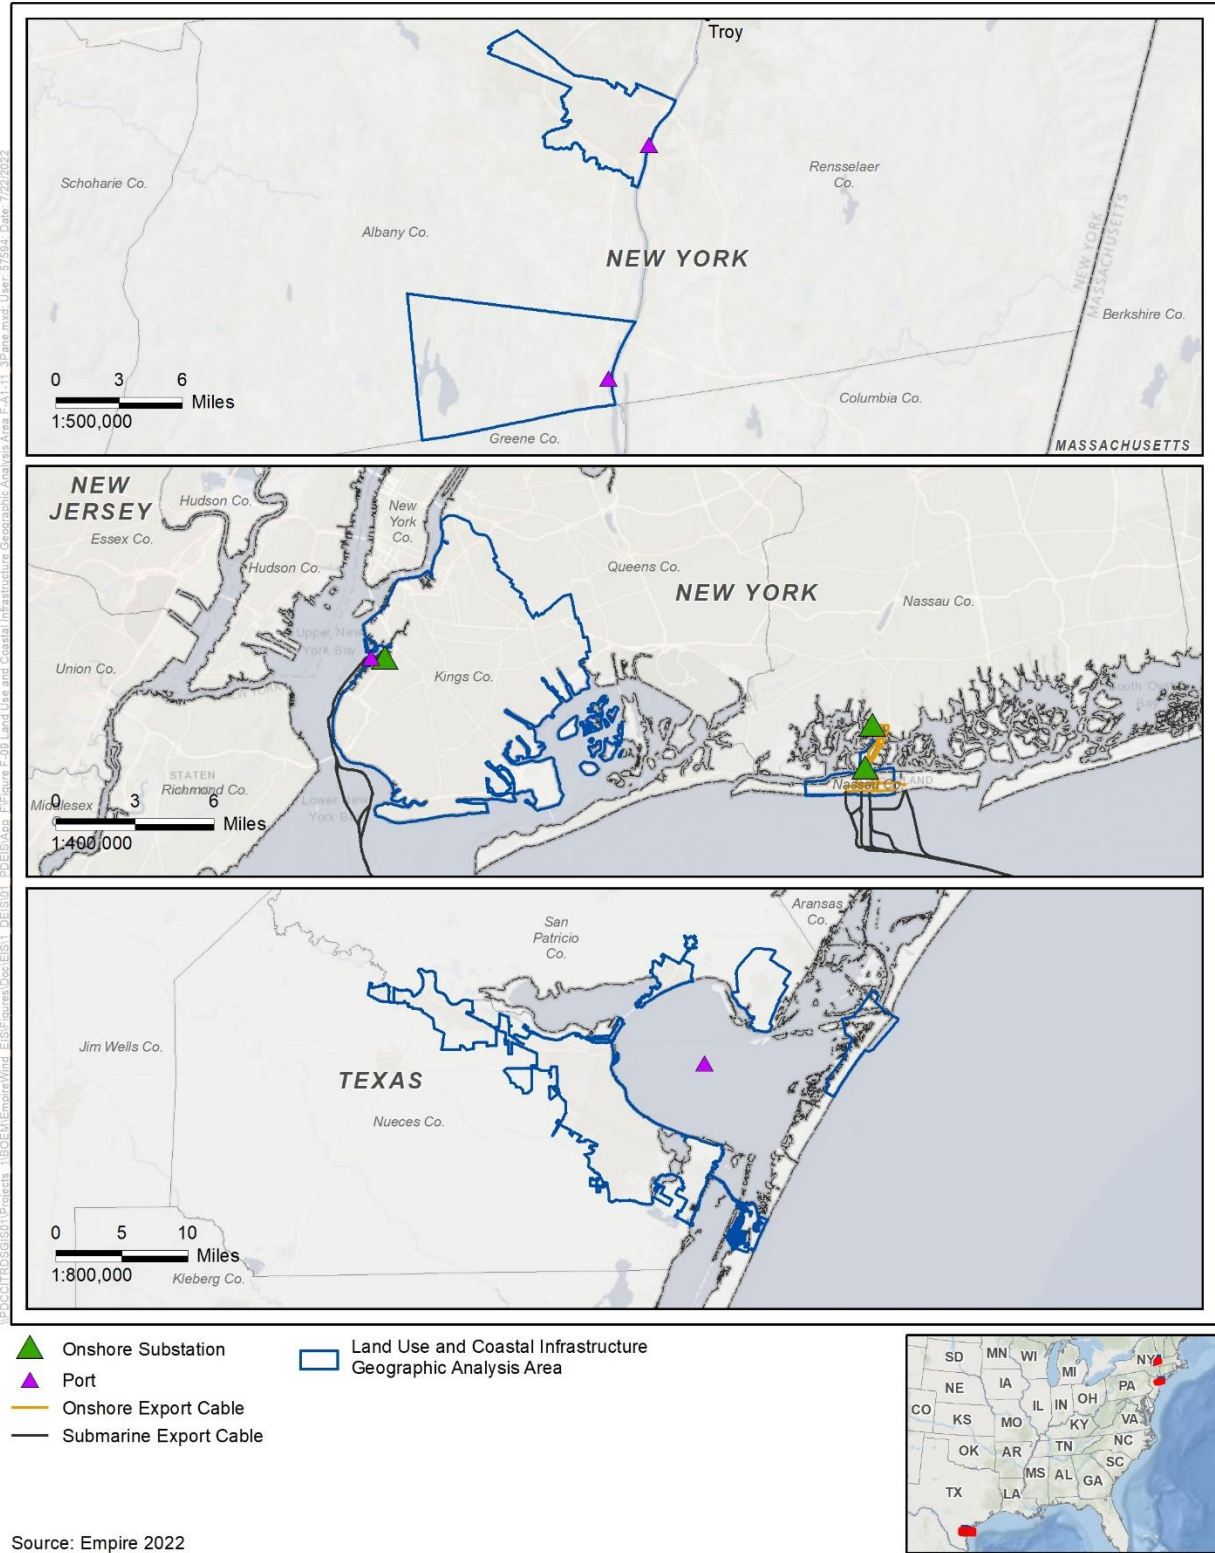 Troy
Schoharie Co.
Rensselaer
Co.
Albany Co.
NEW YORK
NEW YORK
MASSACHUSETTS
Berkshire Co.
0 3 6
Miles
1:500,000
Columbia Co.
Greene Co.
MASSACHUSETTS
NEW
JERSEY
Hudson Co.
Essex Co.
New
York
Co.
Hudson Co.
Queens Co.
NEW YORK
Nassau Co.
Upper New
York Bay
Union Co.
Kings Co.
STATEN
Richmond Co.
Nassau Co.
0 3 6
Middlesex
Miles
Lower New
York Bay
1:400,000
Aransas
Co.
San
Patricio
Co.
Jim Wells Co.
TEXAS
Nueces Co.
0 5 10
Miles
1:800,000
Kleberg Co.
Onshore Substation
Port
Onshore Export Cable
Submarine Export Cable
Land Use and Coastal Infrastructure
Geographic Analysis Area
SD MN WI NY
MI
NE IA PA
CO IL IN OH
KS MO KY VA
OK AR TN NC
SC
MS AL GA
TX LA
Source: Empire 2022